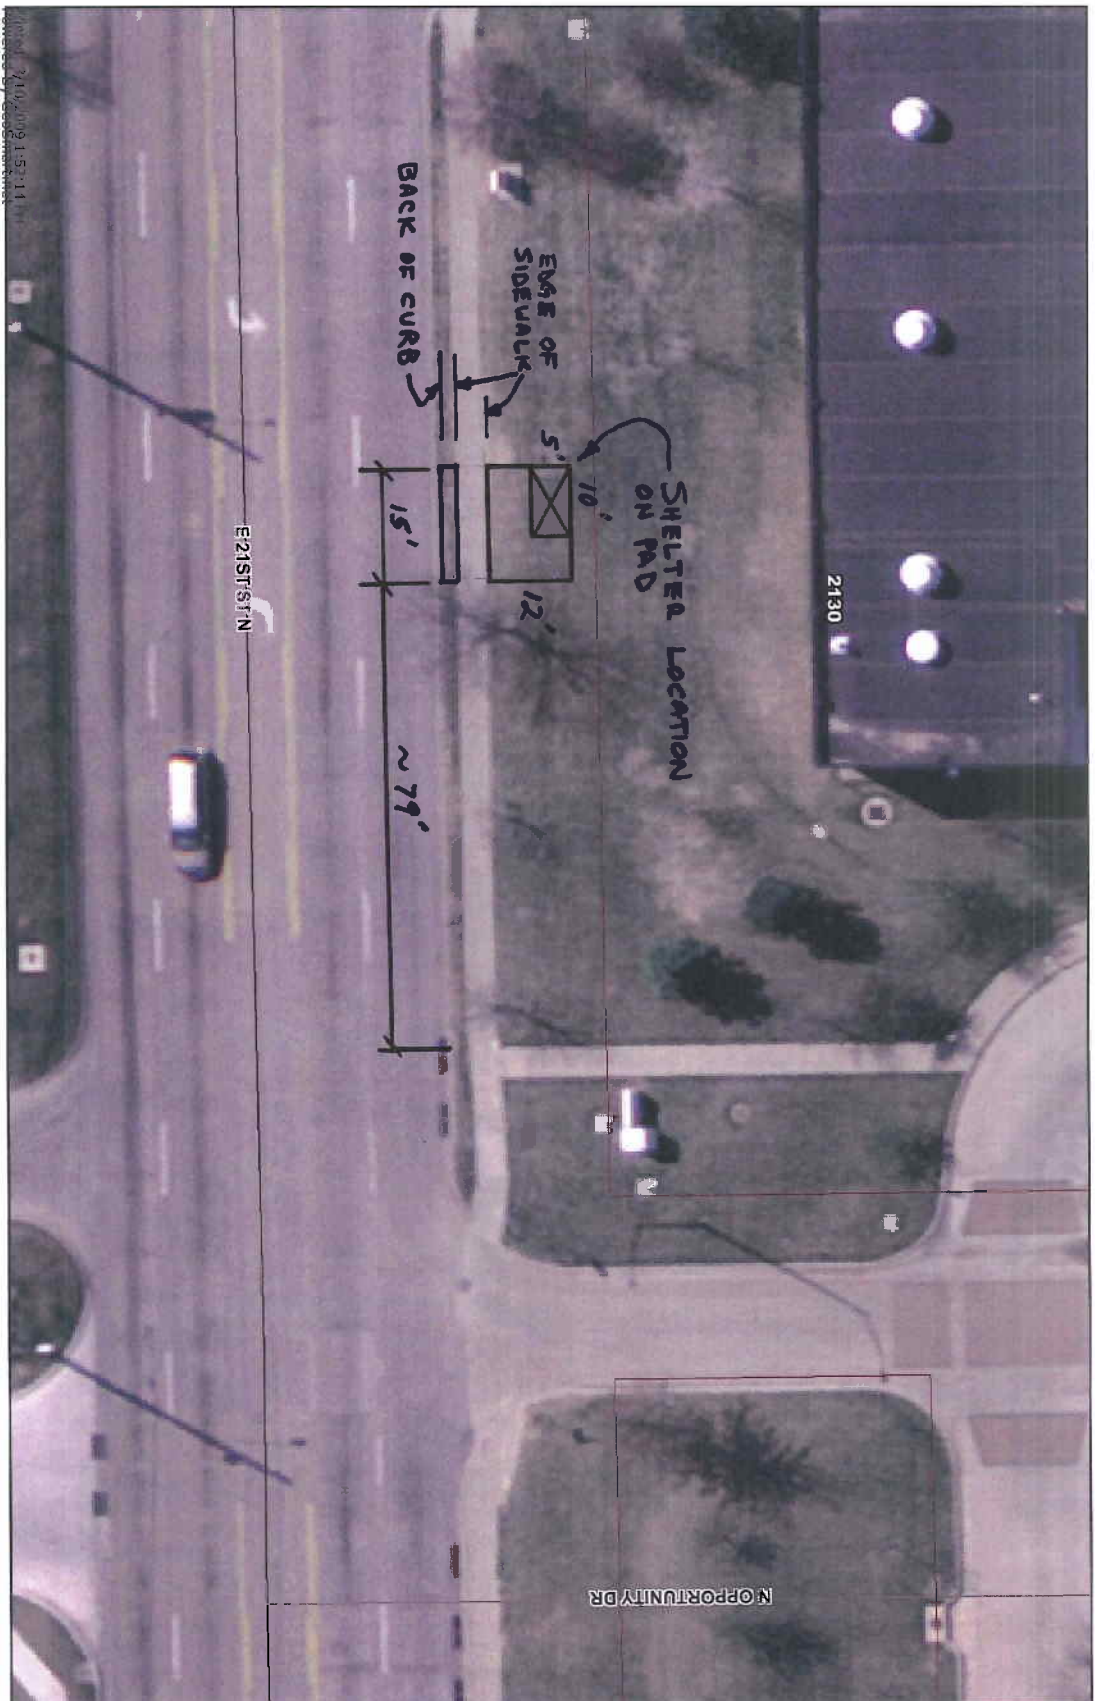 2130
SHELTER LOCATION
ON PAD
10'
5'
12'
EDGE OF
SIDEWALK
BACK OF CURB
15'
~ 79'
E 21ST ST N
N OPPORTUNITY DR